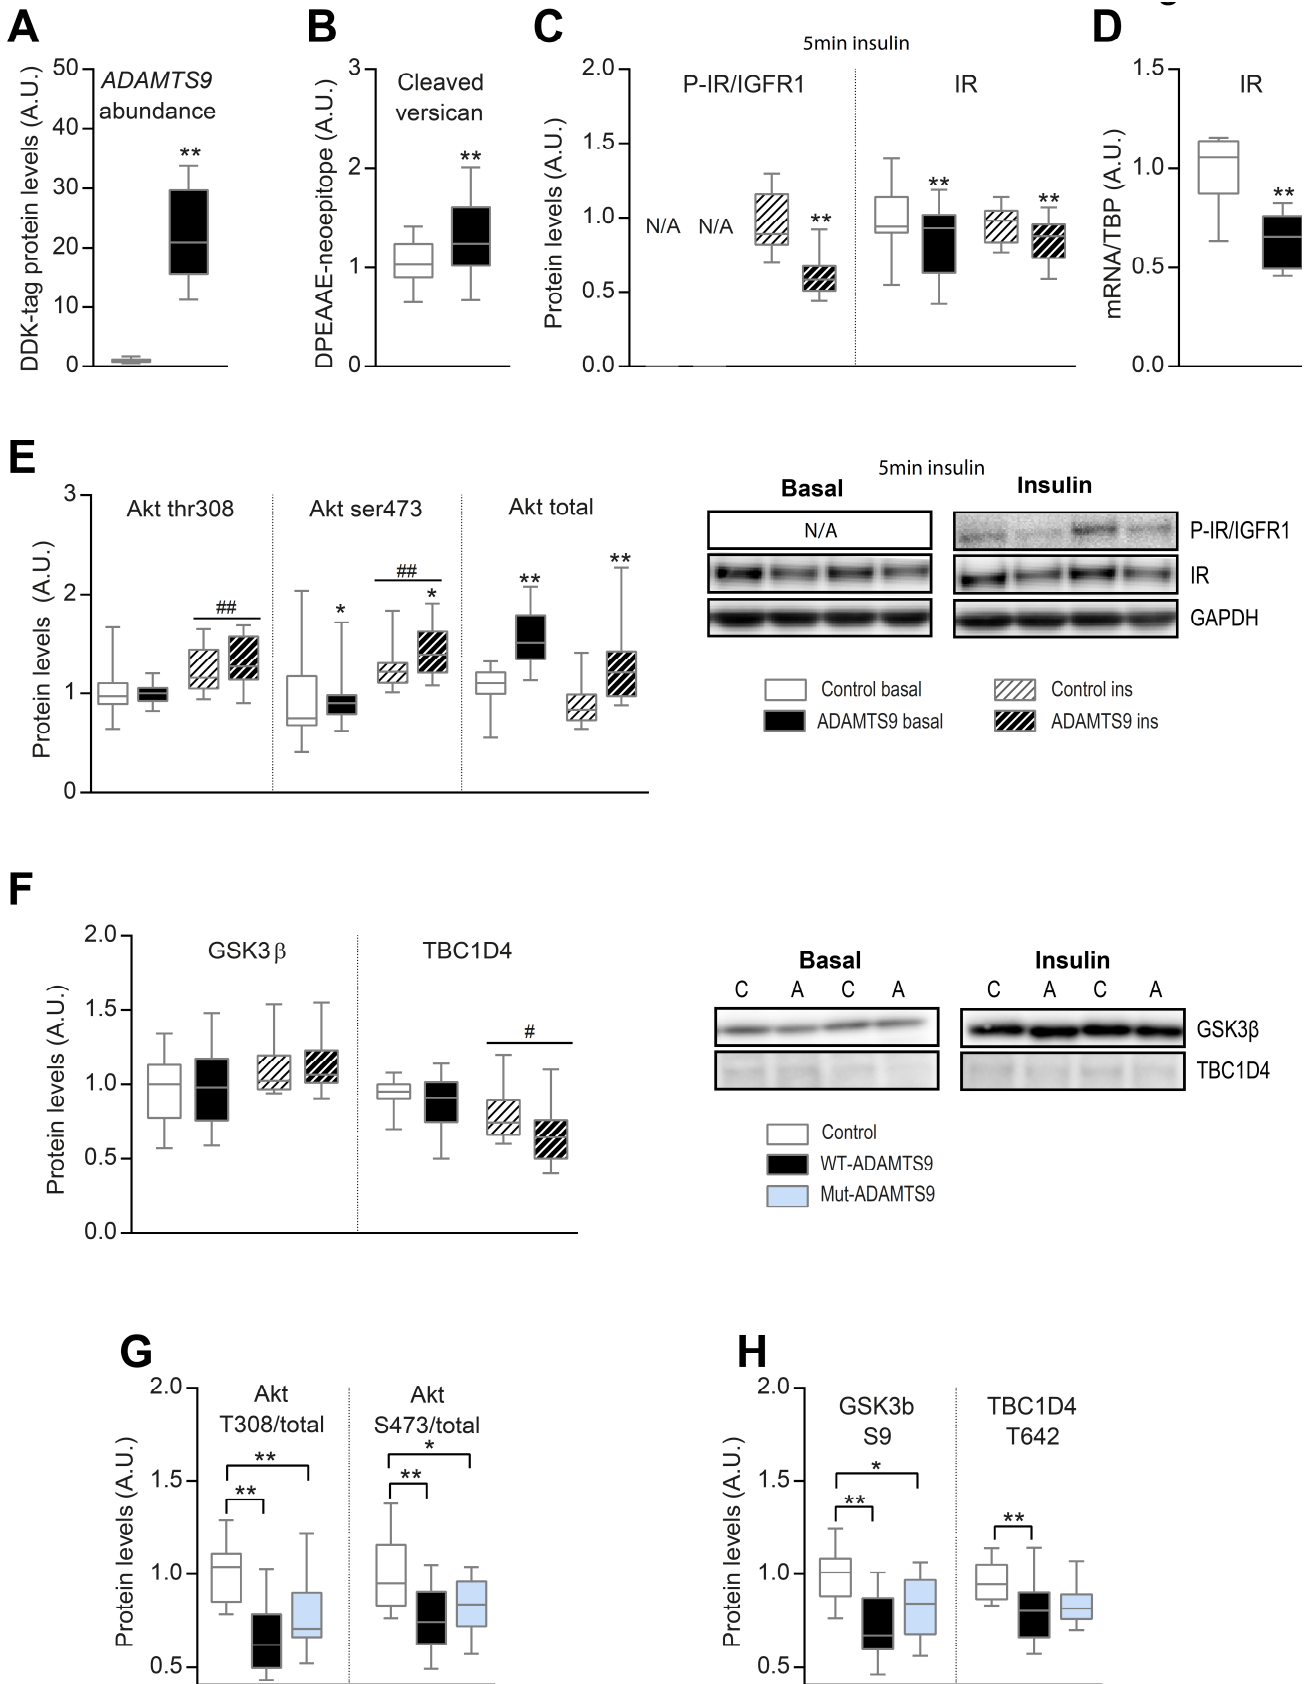 A
DDK-tag protein levels (A.U.)
50
40
30
20
10
0
ADAMTS9
abundance
**
B
DPEAAE-neoepitope (A.U.)
3
2
1
0
Cleaved
versican
**
C
5min insulin
Protein levels (A.U.)
2.0
1.5
1.0
0.5
0.0
P-IR/IGFR1
IR
N/A
N/A
**
**
**
D
mRNA/TBP (A.U.)
1.5
1.0
0.5
0.0
IR
**
E
Protein levels (A.U.)
3
2
1
0
Akt thr308
Akt ser473
Akt total
##
*
##
*
**
**
5min insulin
Basal
Insulin
N/A
P-IR/IGFR1
IR
GAPDH
Control basal
Control ins
ADAMTS9 basal
ADAMTS9 ins
F
Protein levels (A.U.)
2.0
1.5
1.0
0.5
0.0
GSK3β
TBC1D4
#
Basal
Insulin
C A C A
C A C A
GSK3β
TBC1D4
Control
WT-ADAMTS9
Mut-ADAMTS9
G
Protein levels (A.U.)
2.0
1.5
1.0
0.5
Akt
T308/total
Akt
S473/total
**
**
*
**
H
Protein levels (A.U.)
2.0
1.5
1.0
0.5
GSK3b
S9
TBC1D4
T642
*
**
**